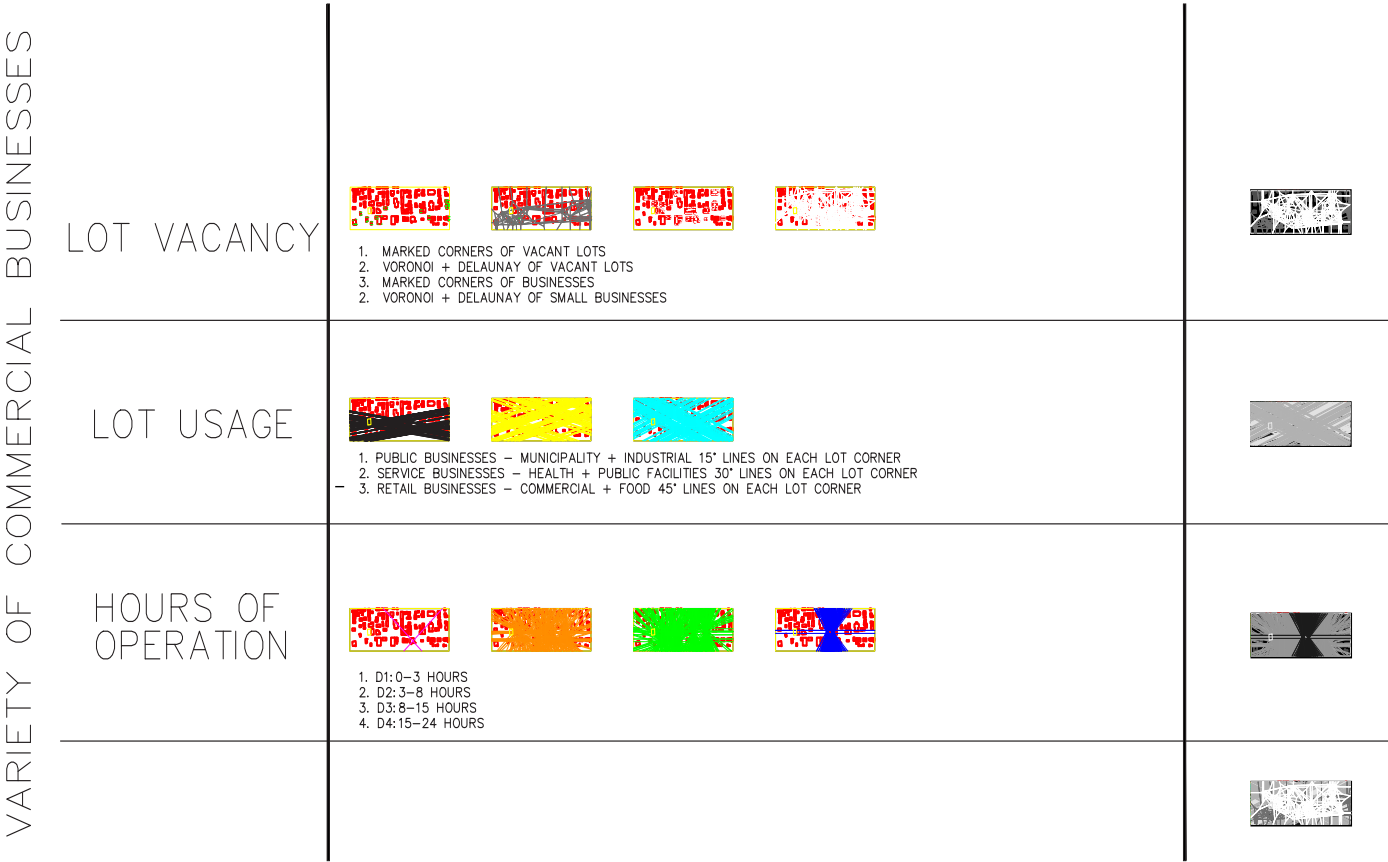 VARIETY OF COMMERCIAL BUSINESSES
LOT VACANCY
1. MARKED CORNERS OF VACANT LOTS
2. VORONOI + DELAUNAY OF VACANT LOTS
3. MARKED CORNERS OF BUSINESSES
2. VORONOI + DELAUNAY OF SMALL BUSINESSES
LOT USAGE
1. PUBLIC BUSINESSES – MUNICIPALITY + INDUSTRIAL 15° LINES ON EACH LOT CORNER
2. SERVICE BUSINESSES – HEALTH + PUBLIC FACILITIES 30° LINES ON EACH LOT CORNER
– 3. RETAIL BUSINESSES – COMMERCIAL + FOOD 45° LINES ON EACH LOT CORNER
HOURS OF
OPERATION
1. D1:0–3 HOURS
2. D2:3–8 HOURS
3. D3:8–15 HOURS
4. D4:15–24 HOURS